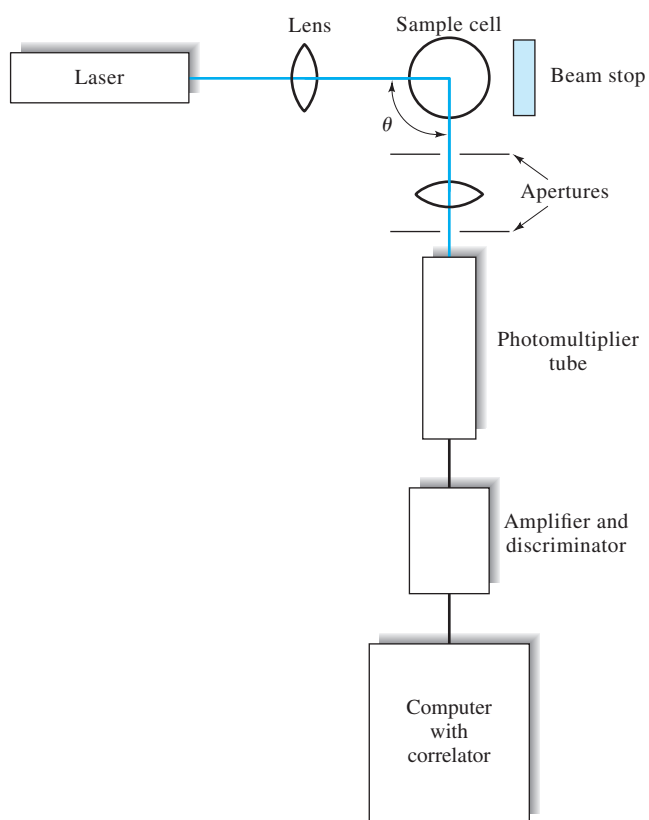 Lens
Sample cell
Laser
Beam stop
θ
Apertures
Photomultiplier
tube
Amplifier and
discriminator
Computer
with
correlator